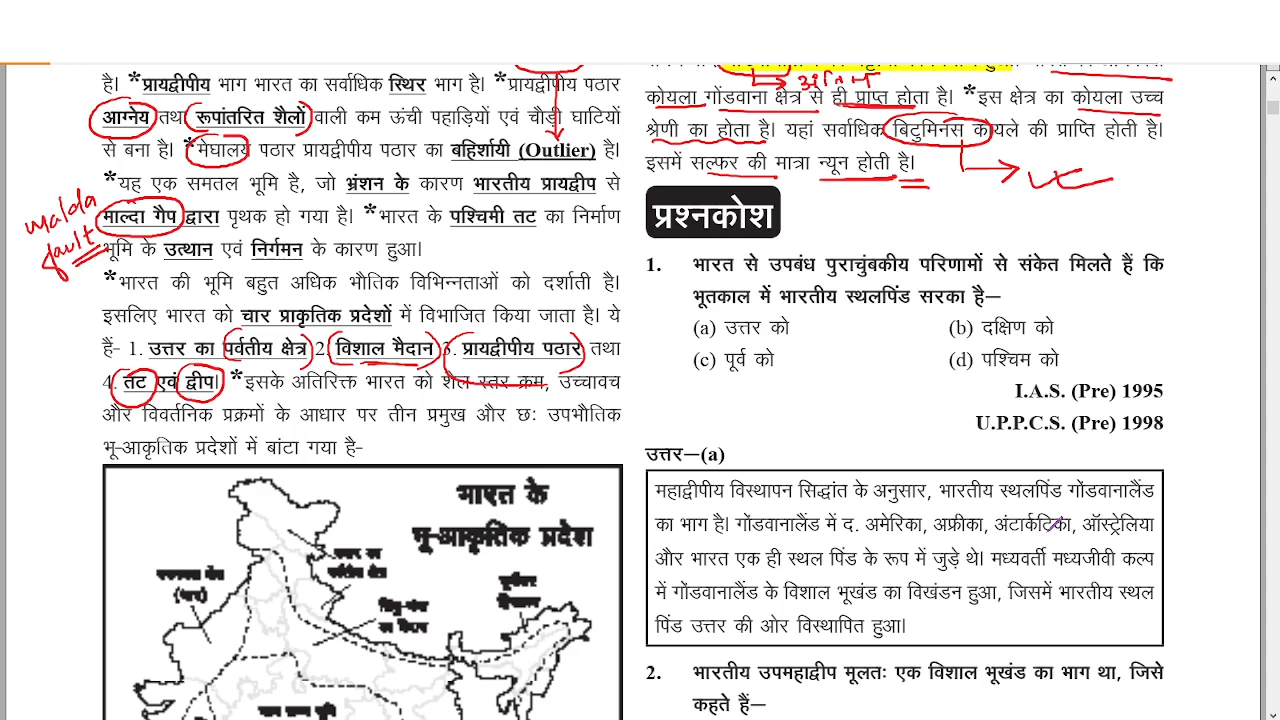 है। *प्रायद्वीपीय भाग भारत का सर्वाधिक स्थिर भाग है। *प्रायद्वीपीय पठार
आग्नेय तथा रूपांतरित शैलों वाली कम ऊंची पहाड़ियों एवं चौड़ी घाटियों
से बना है। *मेघालय पठार प्रायद्वीपीय पठार का बहिर्शायी (Outlier) है।
*यह एक समतल भूमि है, जो भ्रंशन के कारण भारतीय प्रायद्वीप से
माल्दा गैप द्वारा पृथक हो गया है। *भारत के पश्चिमी तट का निर्माण
भूमि के उत्थान एवं निर्गमन के कारण हुआ।
malda
fault
*भारत की भूमि बहुत अधिक भौतिक विभिन्नताओं को दर्शाती है।
इसलिए भारत को चार प्राकृतिक प्रदेशों में विभाजित किया जाता है। ये
हैं- 1. उत्तर का पर्वतीय क्षेत्र 2. विशाल मैदान 3. प्रायद्वीपीय पठार तथा
4. तट एवं द्वीप। *इसके अतिरिक्त भारत को शैल स्तर क्रम, उच्चावच
और विवर्तनिक प्रक्रमों के आधार पर तीन प्रमुख और छः उपभौतिक
भू-आकृतिक प्रदेशों में बांटा गया है-
भारत के
भू-आकृतिक प्रदेश
कोयला गोंडवाना क्षेत्र से ही प्राप्त होता है। *इस क्षेत्र का कोयला उच्च
श्रेणी का होता है। यहां सर्वाधिक बिटुमिनस कोयले की प्राप्ति होती है।
इसमें सल्फर की मात्रा न्यून होती है।
प्रश्नकोश
1. भारत से उपबंध पुराचुंबकीय परिणामों से संकेत मिलते हैं कि
भूतकाल में भारतीय स्थलपिंड सरका है–
(a) उत्तर को (b) दक्षिण को
(c) पूर्व को (d) पश्चिम को
I.A.S. (Pre) 1995
U.P.P.C.S. (Pre) 1998
उत्तर–(a)
महाद्वीपीय विस्थापन सिद्धांत के अनुसार, भारतीय स्थलपिंड गोंडवानालैंड
का भाग है। गोंडवानालैंड में द. अमेरिका, अफ्रीका, अंटार्कटिका, ऑस्ट्रेलिया
और भारत एक ही स्थल पिंड के रूप में जुड़े थे। मध्यवर्ती मध्यजीवी कल्प
में गोंडवानालैंड के विशाल भूखंड का विखंडन हुआ, जिसमें भारतीय स्थल
पिंड उत्तर की ओर विस्थापित हुआ।
2. भारतीय उपमहाद्वीप मूलतः एक विशाल भूखंड का भाग था, जिसे
कहते हैं–